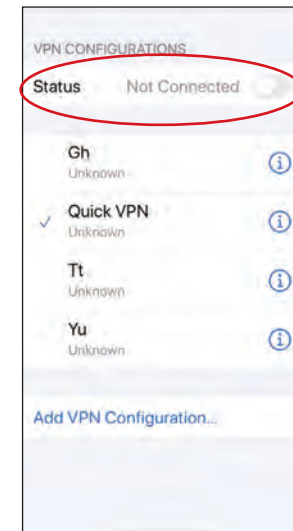 VPN CONFIGURATIONS
Status Not Connected
Gh
Unknown
Quick VPN
Unknown
Tt
Unknown
Yu
Unknown
Add VPN Configuration...